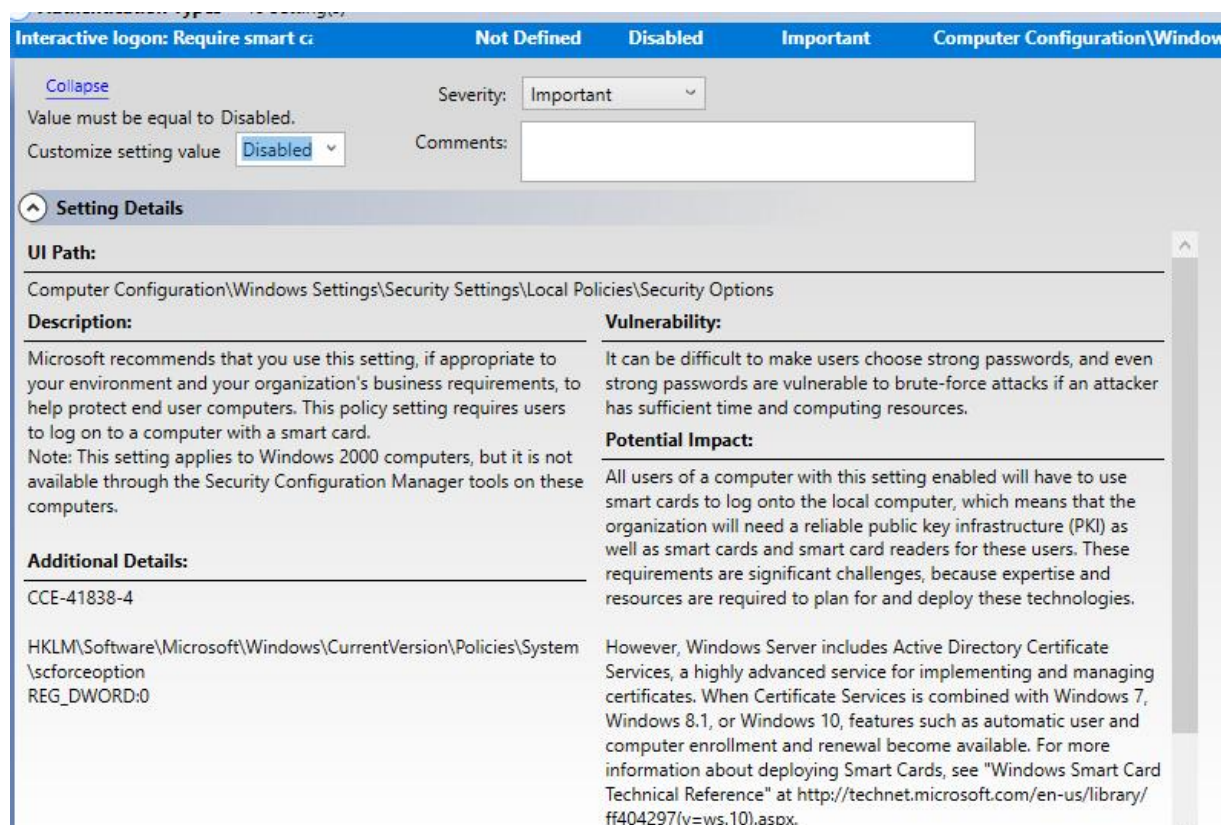 Interactive logon: Require smart ca Not Defined Disabled Important Computer Configuration\Window
Collapse
Severity: Important
Value must be equal to Disabled.
Customize setting value Disabled
Comments:
Setting Details
UI Path:
Computer Configuration\Windows Settings\Security Settings\Local Policies\Security Options
Description:
Microsoft recommends that you use this setting, if appropriate to
your environment and your organization's business requirements, to
help protect end user computers. This policy setting requires users
to log on to a computer with a smart card.
Note: This setting applies to Windows 2000 computers, but it is not
available through the Security Configuration Manager tools on these
computers.
Additional Details:
CCE-41838-4
HKLM\Software\Microsoft\Windows\CurrentVersion\Policies\System
\scforceoption
REG_DWORD:0
Vulnerability:
It can be difficult to make users choose strong passwords, and even
strong passwords are vulnerable to brute-force attacks if an attacker
has sufficient time and computing resources.
Potential Impact:
All users of a computer with this setting enabled will have to use
smart cards to log onto the local computer, which means that the
organization will need a reliable public key infrastructure (PKI) as
well as smart cards and smart card readers for these users. These
requirements are significant challenges, because expertise and
resources are required to plan for and deploy these technologies.
However, Windows Server includes Active Directory Certificate
Services, a highly advanced service for implementing and managing
certificates. When Certificate Services is combined with Windows 7,
Windows 8.1, or Windows 10, features such as automatic user and
computer enrollment and renewal become available. For more
information about deploying Smart Cards, see "Windows Smart Card
Technical Reference" at http://technet.microsoft.com/en-us/library/
ff404297(v=ws.10).aspx.